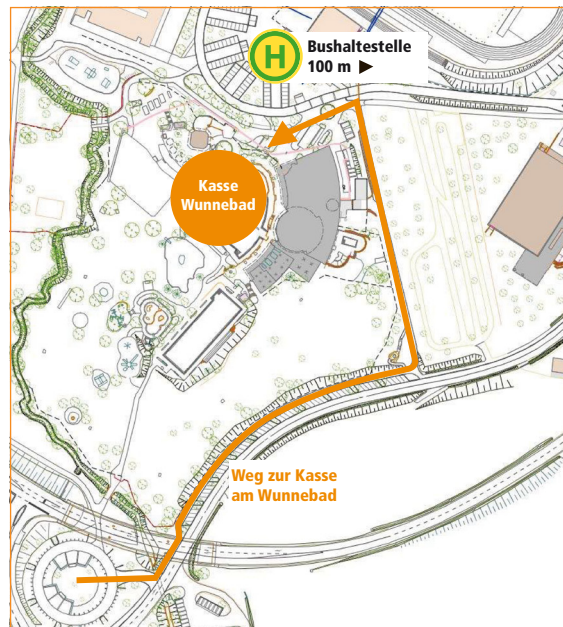 H
Bushaltestelle
100 m ▶
Kasse
Wunnebad
Weg zur Kasse
am Wunnebad